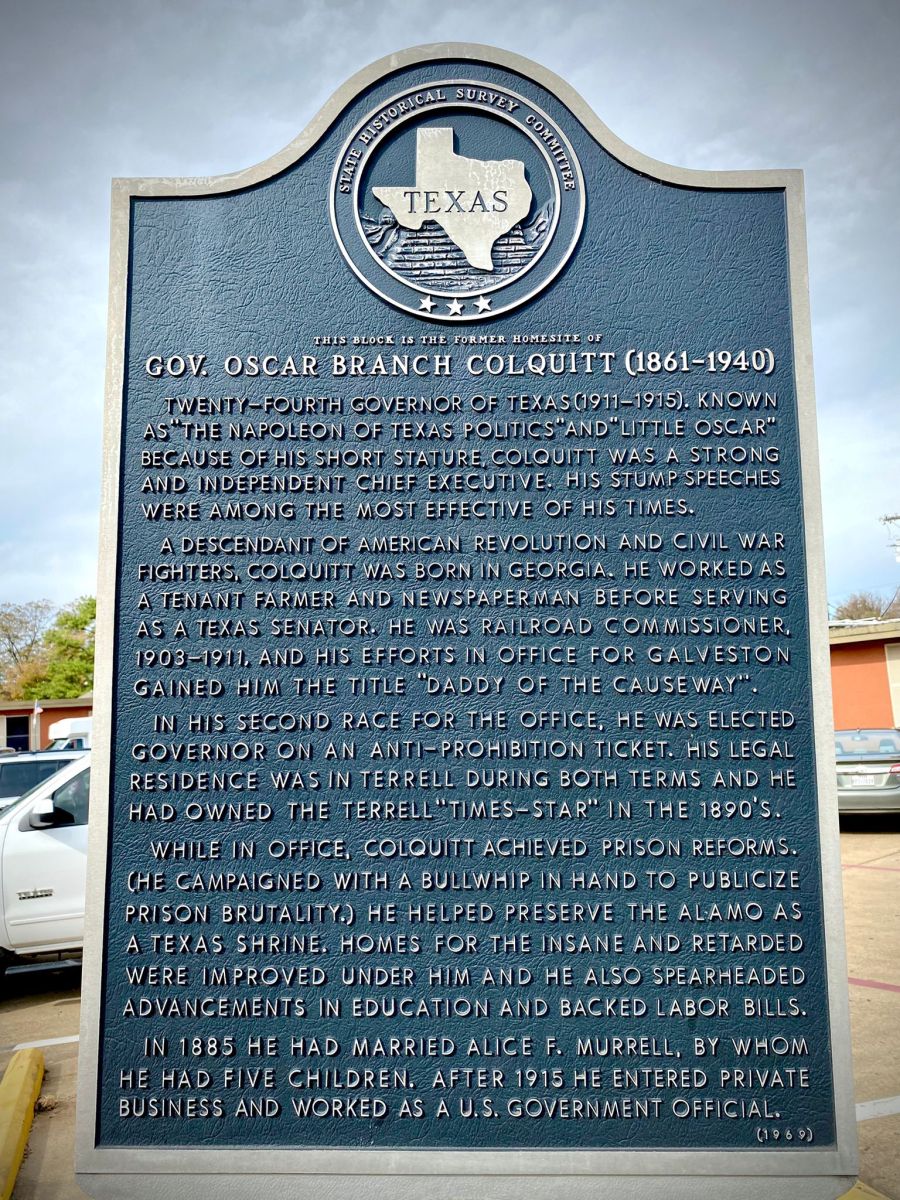 STATE HISTORICAL SURVEY COMMITTEE
TEXAS
THIS BLOCK IS THE FORMER HOMESITE OF
GOV. OSCAR BRANCH COLQUITT (1861-1940)
TWENTY-FOURTH GOVERNOR OF TEXAS (1911-1915). KNOWN
AS "THE NAPOLEON OF TEXAS POLITICS" AND "LITTLE OSCAR"
BECAUSE OF HIS SHORT STATURE, COLQUITT WAS A STRONG
AND INDEPENDENT CHIEF EXECUTIVE. HIS STUMP SPEECHES
WERE AMONG THE MOST EFFECTIVE OF HIS TIMES.
A DESCENDANT OF AMERICAN REVOLUTION AND CIVIL WAR
FIGHTERS, COLQUITT WAS BORN IN GEORGIA. HE WORKED AS
A TENANT FARMER AND NEWSPAPERMAN BEFORE SERVING
AS A TEXAS SENATOR. HE WAS RAILROAD COMMISSIONER,
1903-1911, AND HIS EFFORTS IN OFFICE FOR GALVESTON
GAINED HIM THE TITLE "DADDY OF THE CAUSEWAY".
IN HIS SECOND RACE FOR THE OFFICE, HE WAS ELECTED
GOVERNOR ON AN ANTI-PROHIBITION TICKET. HIS LEGAL
RESIDENCE WAS IN TERRELL DURING BOTH TERMS AND HE
HAD OWNED THE TERRELL "TIMES-STAR" IN THE 1890'S.
WHILE IN OFFICE, COLQUITT ACHIEVED PRISON REFORMS.
(HE CAMPAIGNED WITH A BULLWHIP IN HAND TO PUBLICIZE
PRISON BRUTALITY.) HE HELPED PRESERVE THE ALAMO AS
A TEXAS SHRINE. HOMES FOR THE INSANE AND RETARDED
WERE IMPROVED UNDER HIM AND HE ALSO SPEARHEADED
ADVANCEMENTS IN EDUCATION AND BACKED LABOR BILLS.
IN 1885 HE HAD MARRIED ALICE F. MURRELL, BY WHOM
HE HAD FIVE CHILDREN. AFTER 1915 HE ENTERED PRIVATE
BUSINESS AND WORKED AS A U.S. GOVERNMENT OFFICIAL.
(1969)
TEXAS